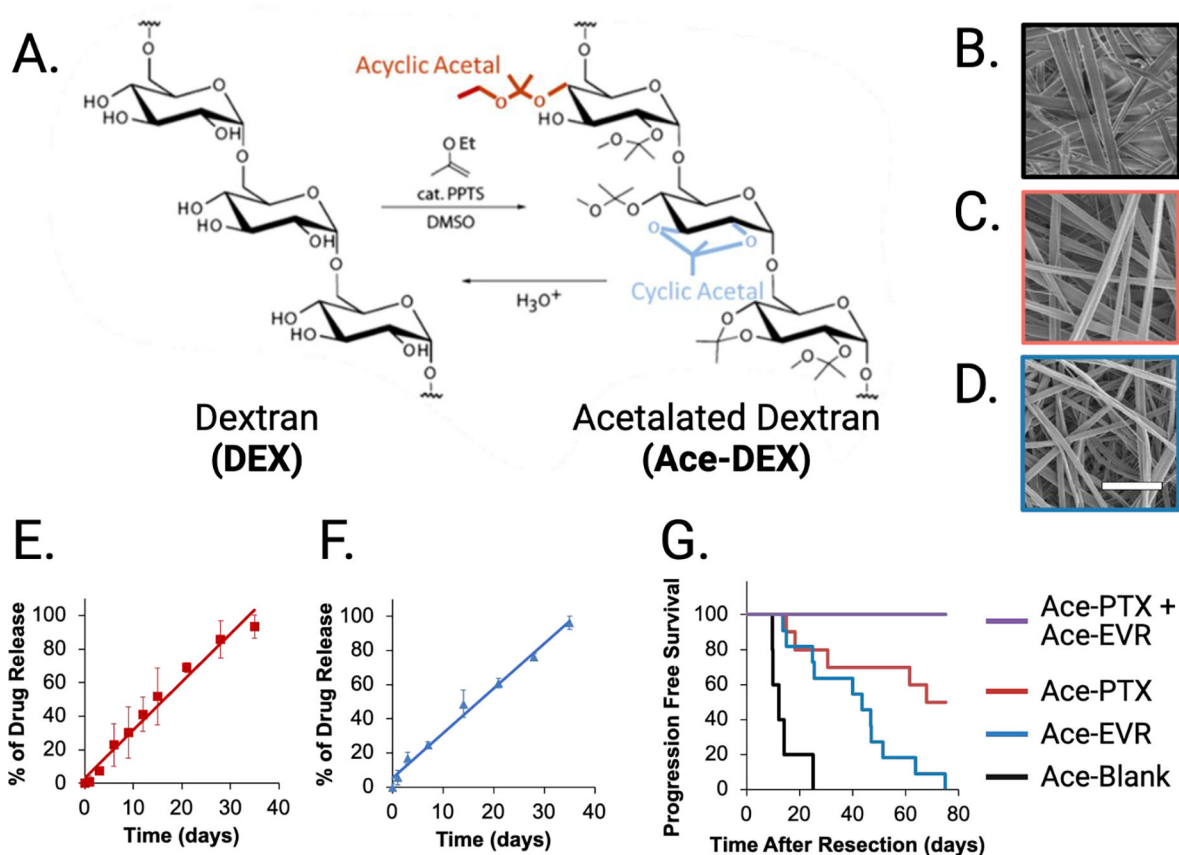 A.
Acyclic Acetal
O
O
HO
HO
OH
O
HO
HO
OH
O
HO
HO
OH
O
OEt
cat. PPTS
DMSO
H3O+
O
O
O
O
HO
O
O
O
O
O
O
O
O
O
Cyclic Acetal
O
O
O
O
O
O
Dextran
(DEX)
Acetalated Dextran
(Ace-DEX)
B.
C.
D.
E.
% of Drug Release
100
80
60
40
20
0
0 10 20 30 40
Time (days)
F.
% of Drug Release
100
80
60
40
20
0
0 10 20 30 40
Time (days)
G.
Progression Free Survival
100
80
60
40
20
0
0 20 40 60 80
Time After Resection (days)
Ace-PTX +
Ace-EVR
Ace-PTX
Ace-EVR
Ace-Blank